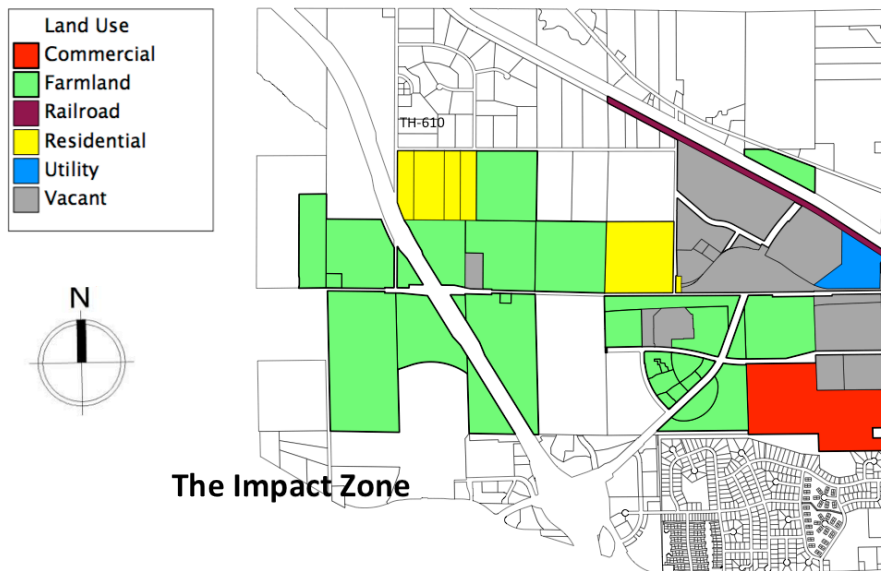 Land Use
Commercial
Farmland
Railroad
Residential
Utility
Vacant
TH-610
N
The Impact Zone